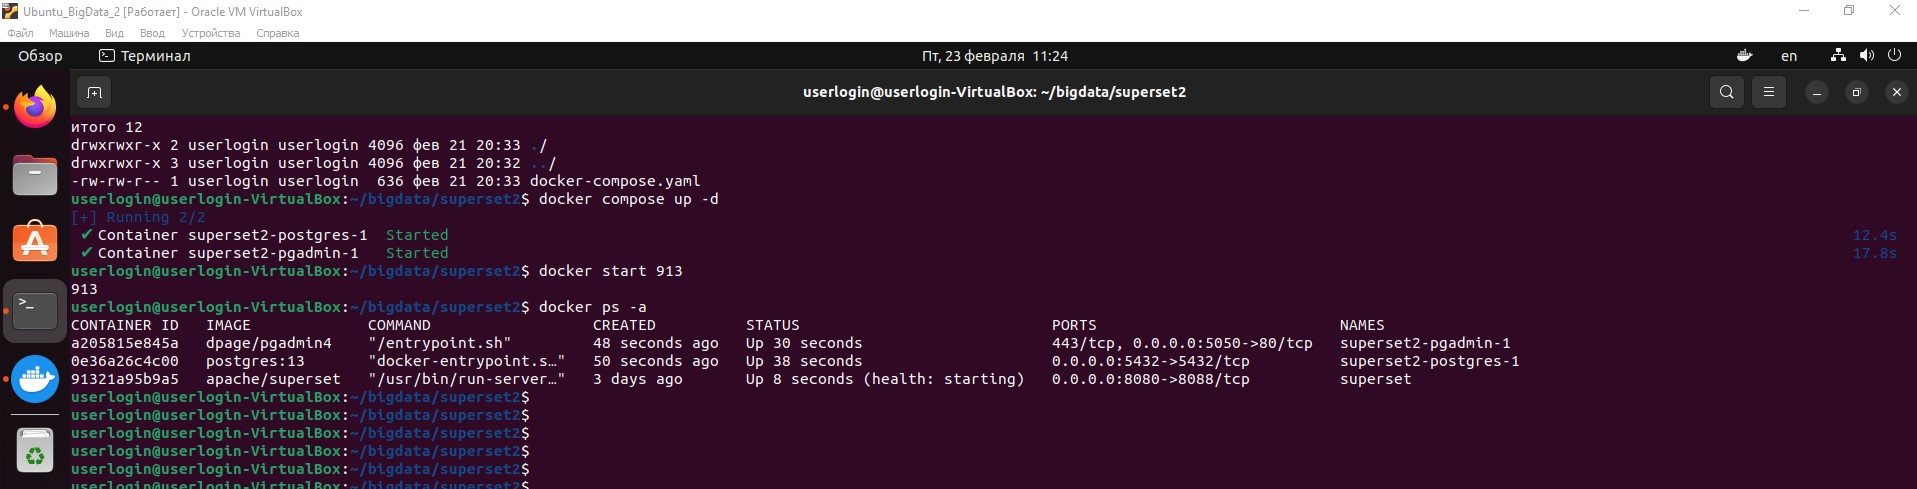 Ubuntu_BigData_2 [Работает] - Oracle VM VirtualBox
Файл Машина Вид Ввод Устройства Справка
Обзор Терминал Пт, 23 февраля 11:24 en
userlogin@userlogin-VirtualBox: ~/bigdata/superset2
итого 12
drwxrwxr-x 2 userlogin userlogin 4096 фев 21 20:33 ./
drwxrwxr-x 3 userlogin userlogin 4096 фев 21 20:32 ../
-rw-rw-r-- 1 userlogin userlogin  636 фев 21 20:33 docker-compose.yaml
userlogin@userlogin-VirtualBox:~/bigdata/superset2$ docker compose up -d
[+] Running 2/2
✔ Container superset2-postgres-1  Started 12.4s
✔ Container superset2-pgadmin-1   Started 17.8s
userlogin@userlogin-VirtualBox:~/bigdata/superset2$ docker start 913
913
userlogin@userlogin-VirtualBox:~/bigdata/superset2$ docker ps -a
CONTAINER ID   IMAGE             COMMAND                  CREATED          STATUS                            PORTS                           NAMES
a205815e845a   dpage/pgadmin4    "/entrypoint.sh"         48 seconds ago   Up 30 seconds                     443/tcp, 0.0.0.0:5050->80/tcp   superset2-pgadmin-1
0e36a26c4c00   postgres:13       "docker-entrypoint.s…"   50 seconds ago   Up 38 seconds                     0.0.0.0:5432->5432/tcp          superset2-postgres-1
91321a95b9a5   apache/superset   "/usr/bin/run-server…"   3 days ago       Up 8 seconds (health: starting)   0.0.0.0:8080->8088/tcp          superset
userlogin@userlogin-VirtualBox:~/bigdata/superset2$
userlogin@userlogin-VirtualBox:~/bigdata/superset2$
userlogin@userlogin-VirtualBox:~/bigdata/superset2$
userlogin@userlogin-VirtualBox:~/bigdata/superset2$
userlogin@userlogin-VirtualBox:~/bigdata/superset2$
userlogin@userlogin-VirtualBox:~/bigdata/superset2$